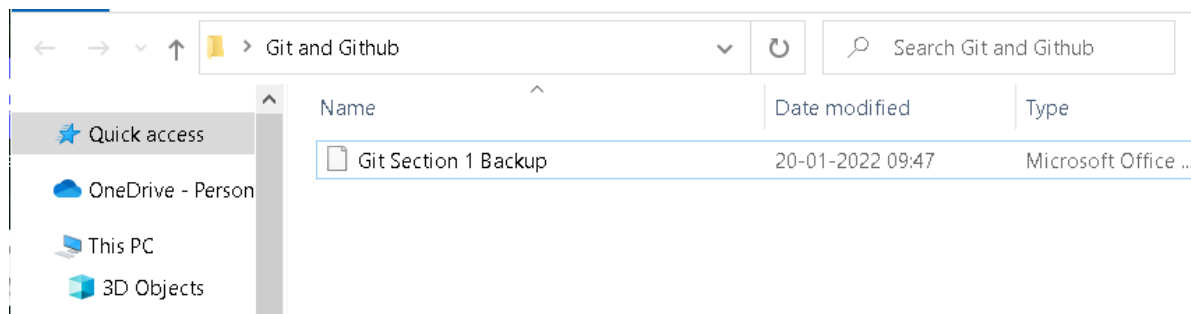 Git and Github
Search Git and Github
Name
Date modified
Type
Quick access
Git Section 1 Backup
20-01-2022 09:47
Microsoft Office ...
OneDrive - Person
This PC
3D Objects